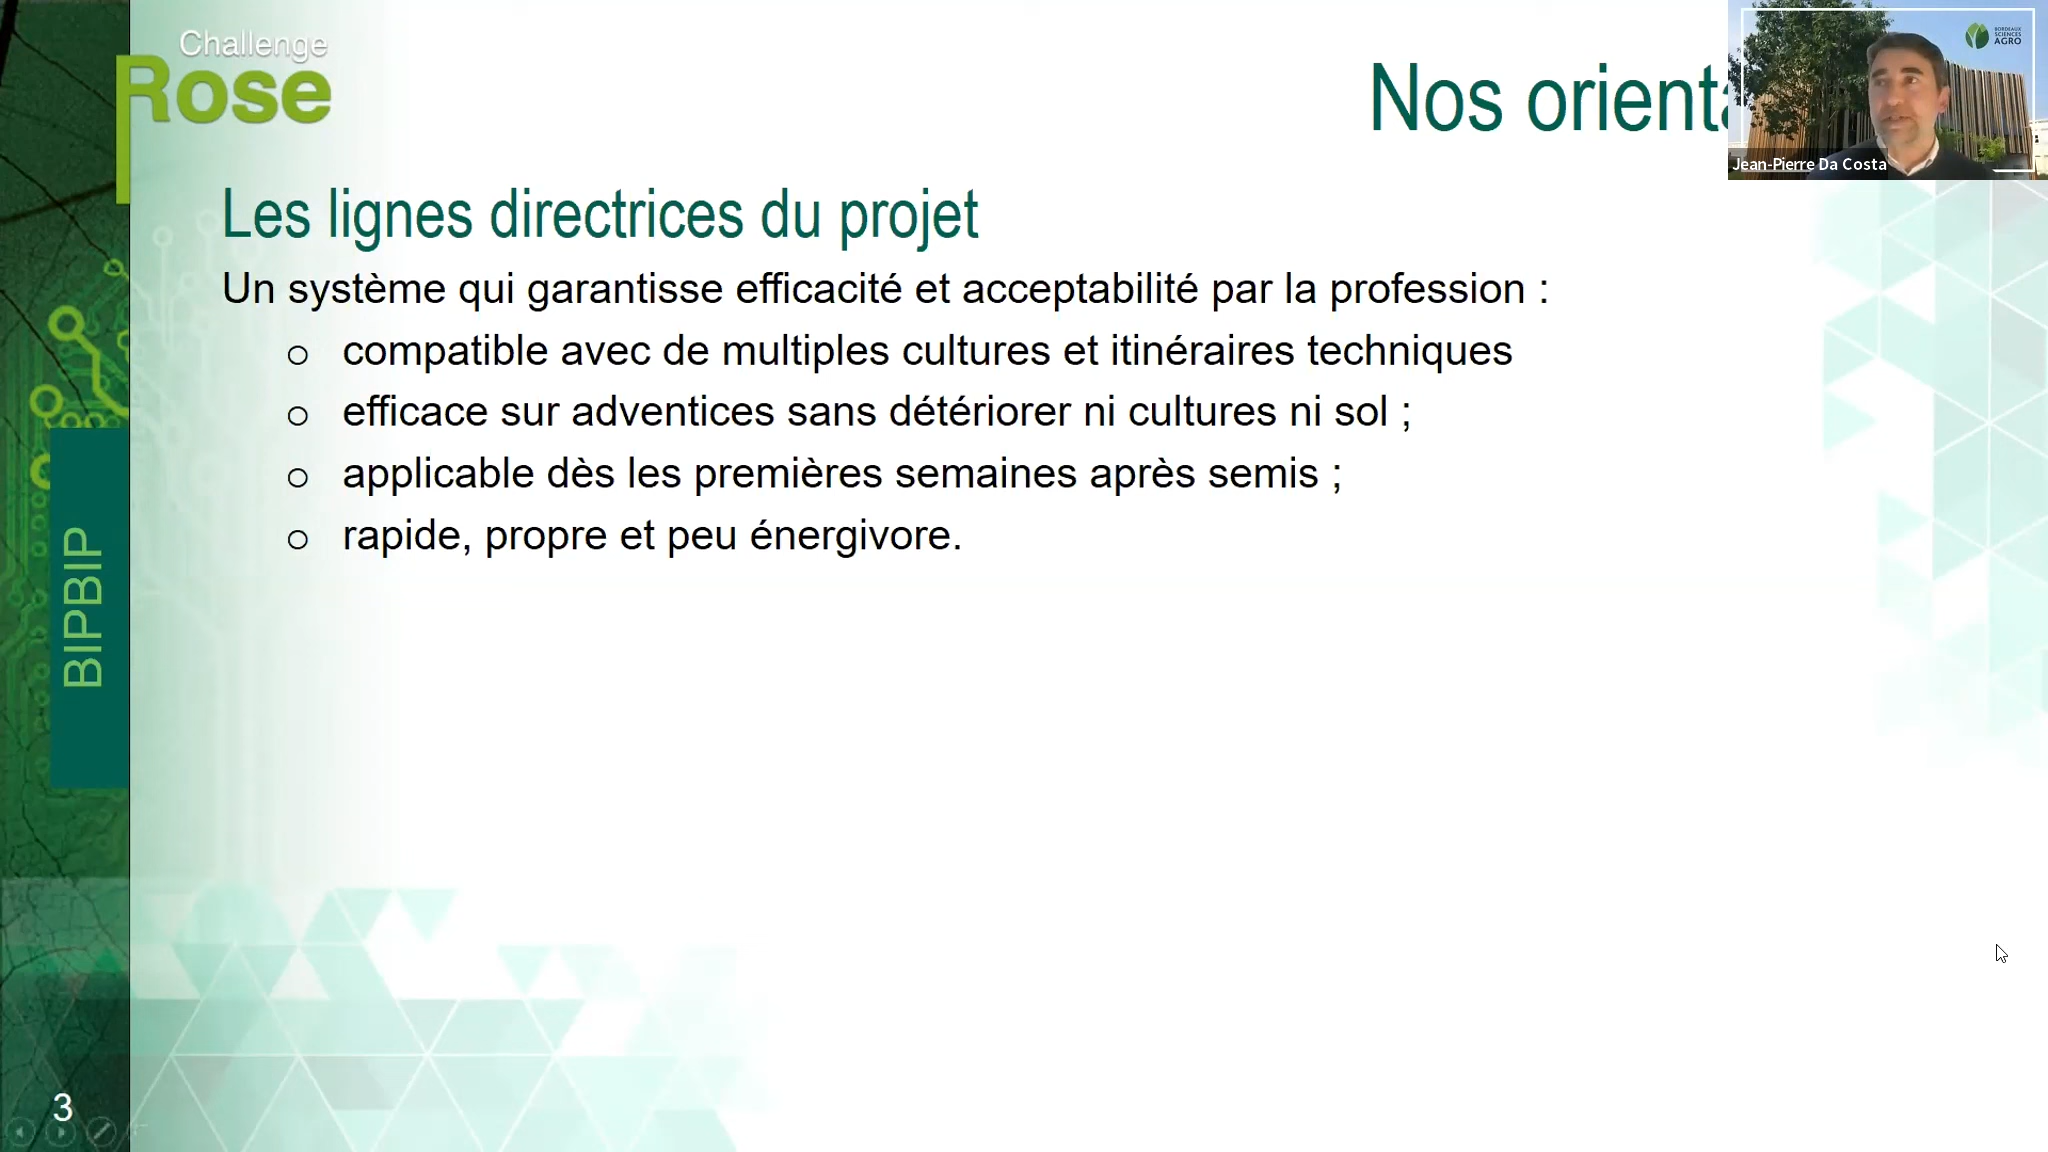 Challenge
Rose
Nos orient
BORDEAUX
SCIENCES
AGRO
Jean-Pierre Da Costa
Les lignes directrices du projet
Un système qui garantisse efficacité et acceptabilité par la profession :
o compatible avec de multiples cultures et itinéraires techniques
o efficace sur adventices sans détériorer ni cultures ni sol ;
o applicable dès les premières semaines après semis ;
o rapide, propre et peu énergivore.
BIPBIP
3